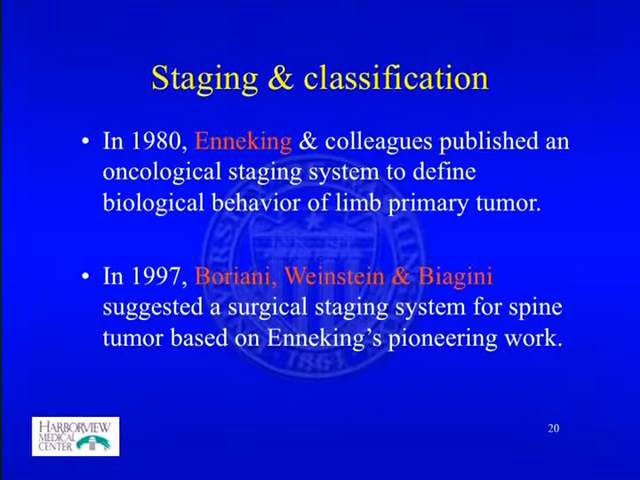 Staging & classification
• In 1980, Enneking & colleagues published an
oncological staging system to define
biological behavior of limb primary tumor.
• In 1997, Boriani, Weinstein & Biagini
suggested a surgical staging system for spine
tumor based on Enneking's pioneering work.
1861
HARBORVIEW
MEDICAL
CENTER
20